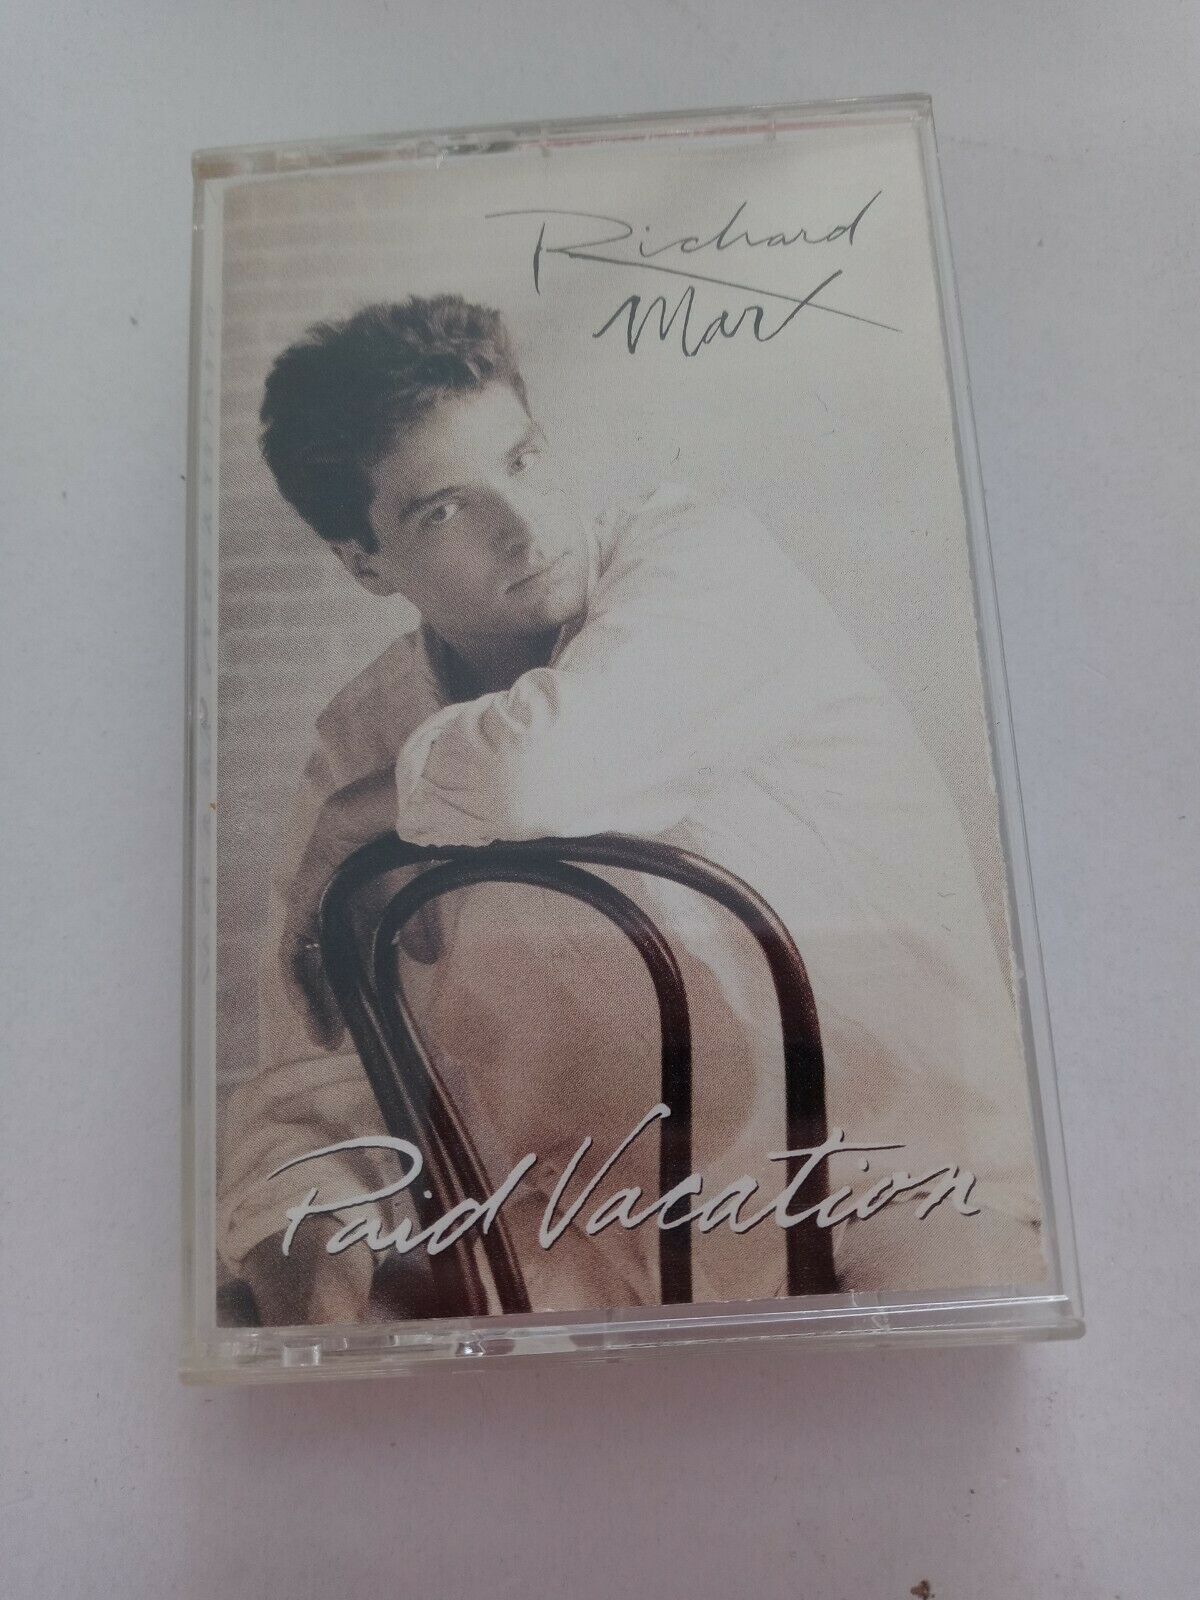 Richard
Marx
Paid Vacation